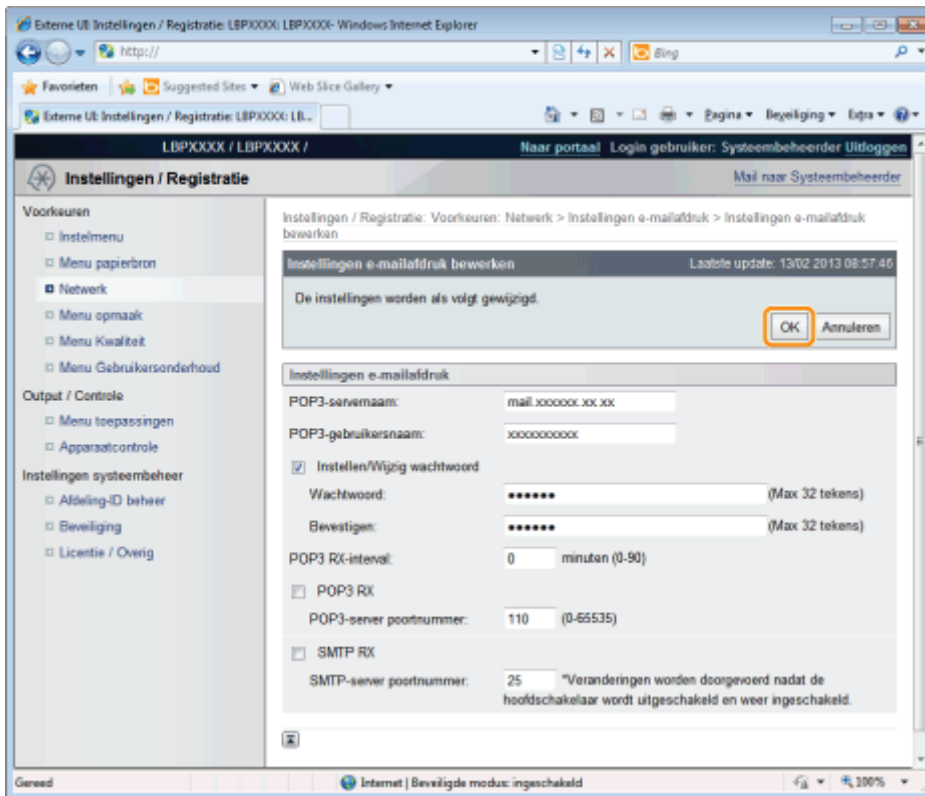 Externe UI: Instellingen / Registratie: LBPXXXX: LBPXXXX- Windows Internet Explorer
http://
Bing
Favorieten
Suggested Sites
Web Slice Gallery
Externe UI: Instellingen / Registratie: LBPXXXX: LB...
Pagina
Beveiliging
Extra
LBPXXXX / LBPXXXX /
Naar portaal Login gebruiker: Systeembeheerder Uitloggen
Instellingen / Registratie
Mail naar Systeembeheerder
Voorkeuren
Instelmenu
Menu papierbron
Netwerk
Menu opmaak
Menu Kwaliteit
Menu Gebruikersonderhoud
Output / Controle
Menu toepassingen
Apparaatcontrole
Instellingen systeembeheer
Afdeling-ID beheer
Beveiliging
Licentie / Overig
Instellingen / Registratie: Voorkeuren: Netwerk > Instellingen e-mailafdruk > Instellingen e-mailafdruk
bewerken
Instellingen e-mailafdruk bewerken
Laatste update: 13/02 2013 08:57:46
De instellingen worden als volgt gewijzigd.
OK
Annuleren
Instellingen e-mailafdruk
POP3-servernaam: mail.xxxxxx.xx.xx
POP3-gebruikersnaam: xxxxxxxxxx
Instellen/Wijzig wachtwoord
Wachtwoord: ●●●●●● (Max 32 tekens)
Bevestigen: ●●●●●● (Max 32 tekens)
POP3 RX-interval: 0 minuten (0-90)
POP3 RX
POP3-server poortnummer: 110 (0-65535)
SMTP RX
SMTP-server poortnummer: 25 *Veranderingen worden doorgevoerd nadat de
hoofdschakelaar wordt uitgeschakeld en weer ingeschakeld.
Gereed
Internet | Beveiligde modus: ingeschakeld
100%